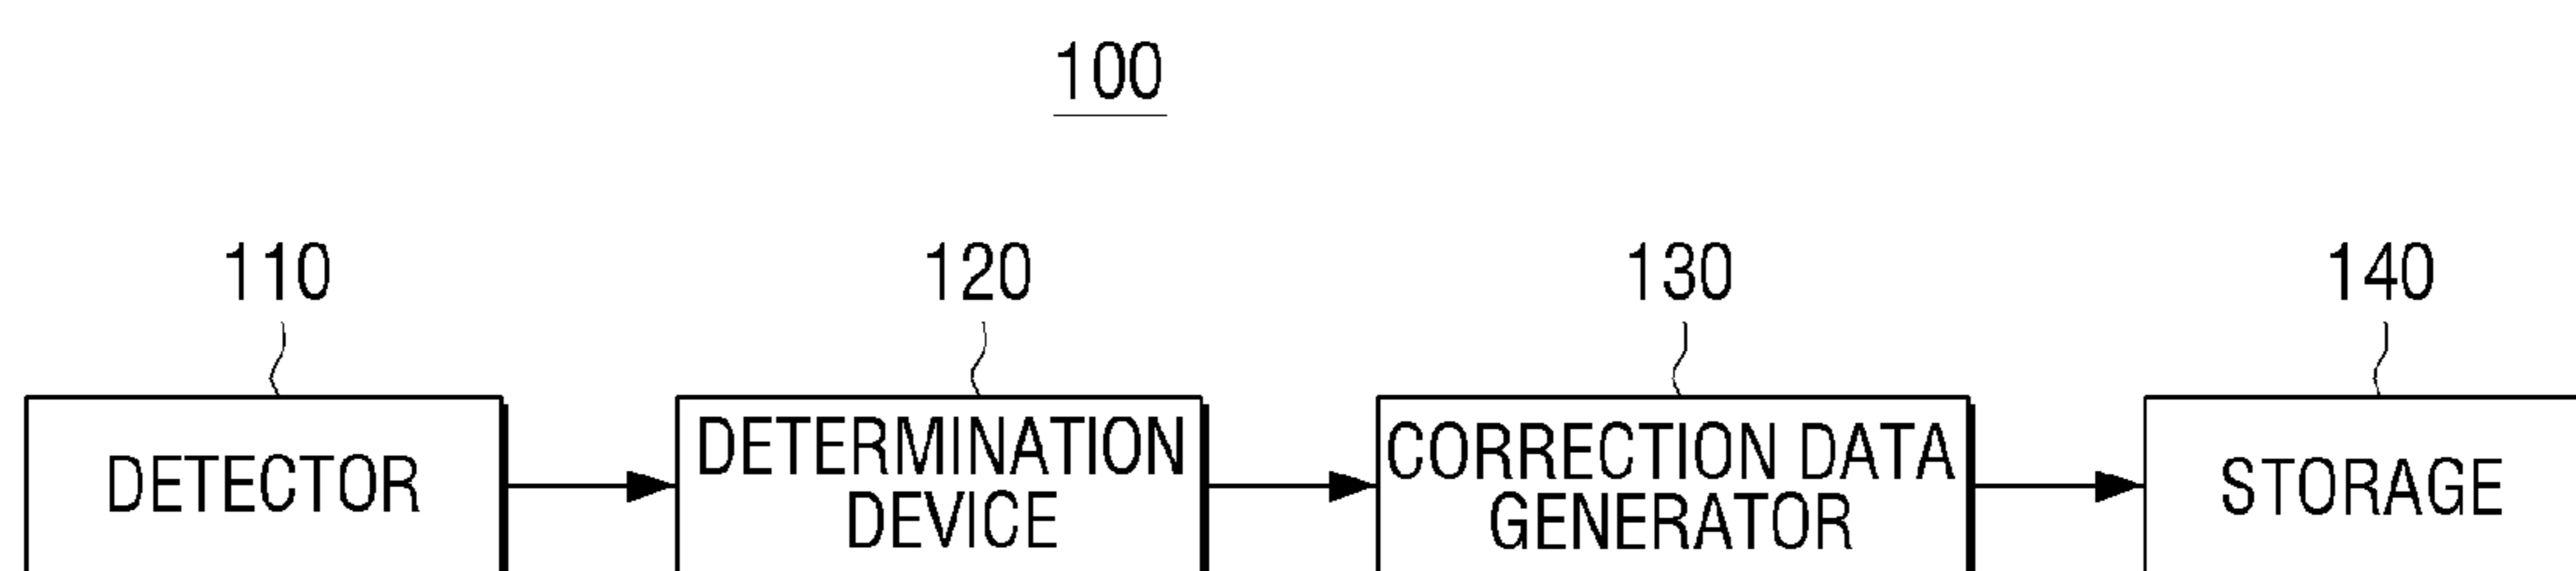 100
110
120
130
140
DETECTOR
DETERMINATION
DEVICE
CORRECTION DATA
GENERATOR
STORAGE